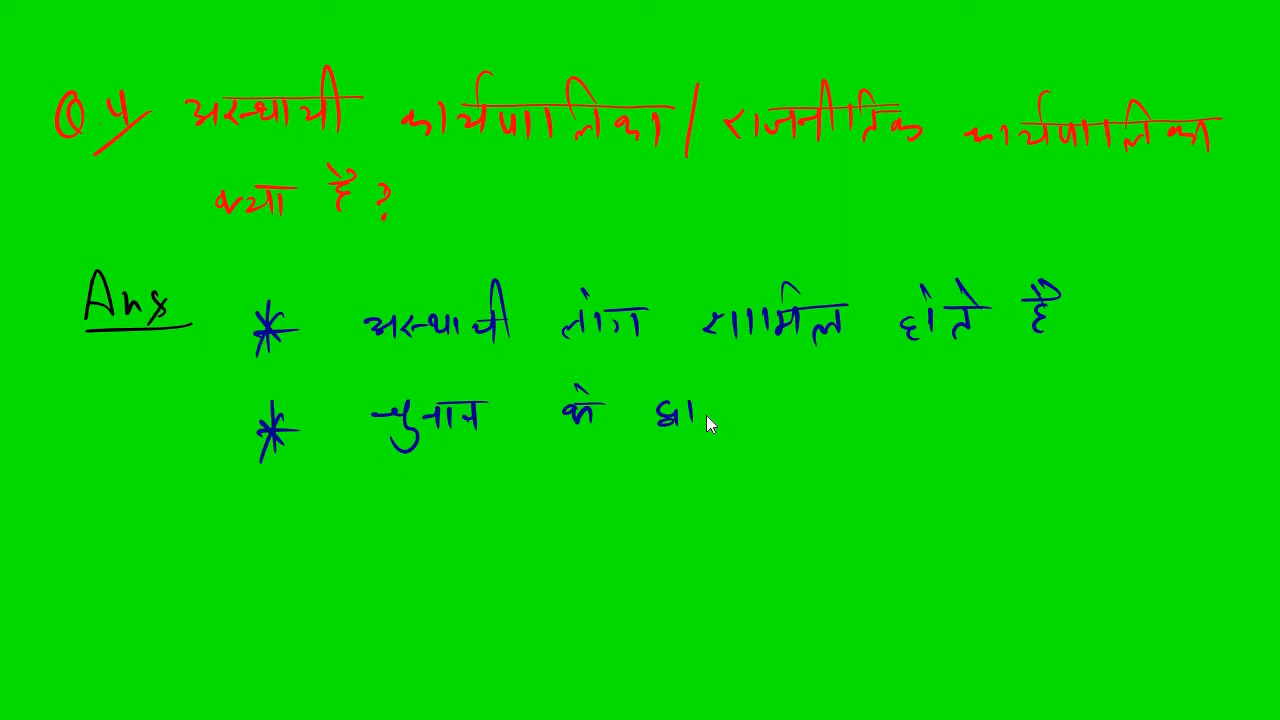 Q.4 अस्थायी कार्यपालिका/राजनीतिक कार्यपालिका
क्या है?
Ans * अस्थायी लोग शामिल होते है
* चुनाव के